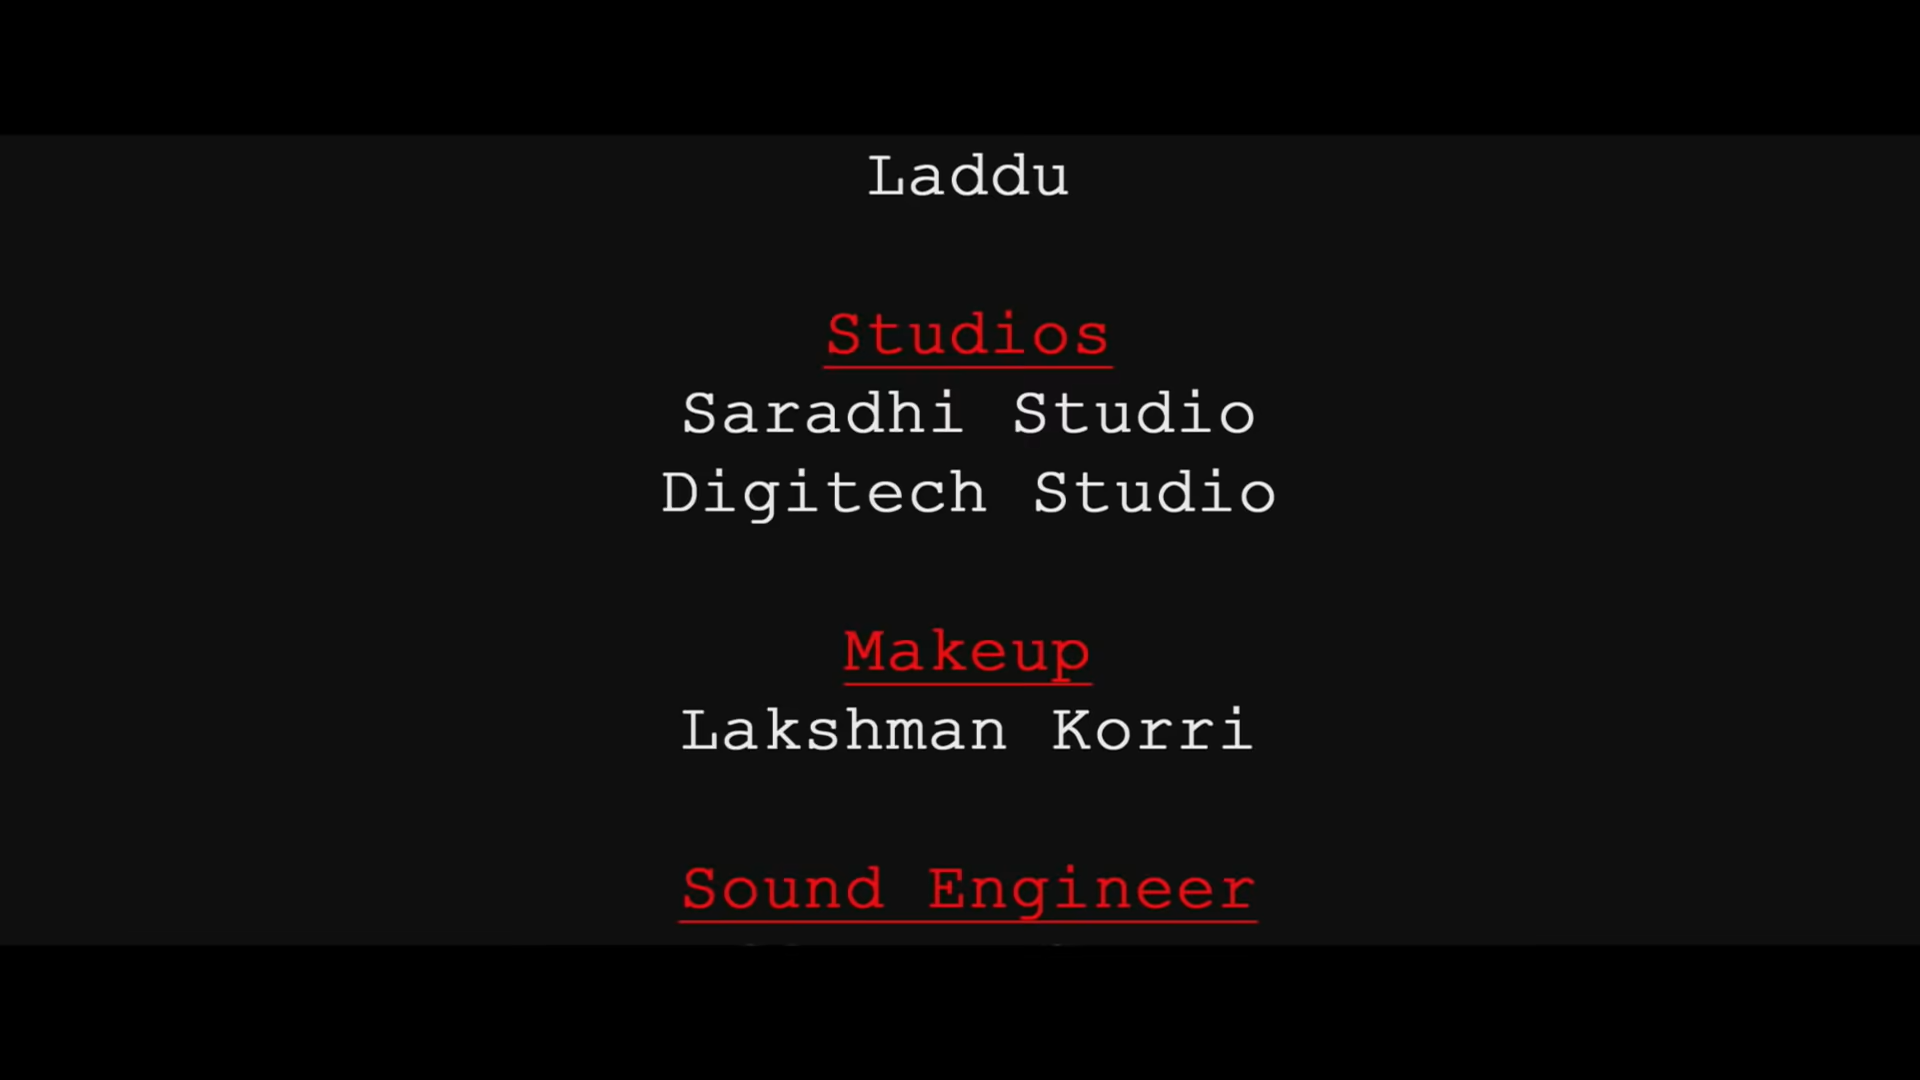 Laddu
Studios
Saradhi Studio
Digitech Studio
Makeup
Lakshman Korri
Sound Engineer